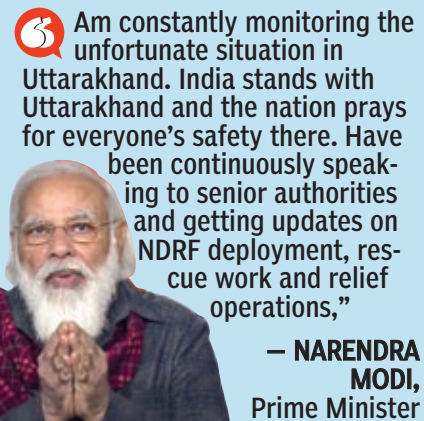 Am constantly monitoring the
unfortunate situation in
Uttarakhand. India stands with
Uttarakhand and the nation prays
for everyone’s safety there. Have
been continuously speak-
ing to senior authorities
and getting updates on
NDRF deployment, res-
cue work and relief
operations,”
— NARENDRA
MODI,
Prime Minister